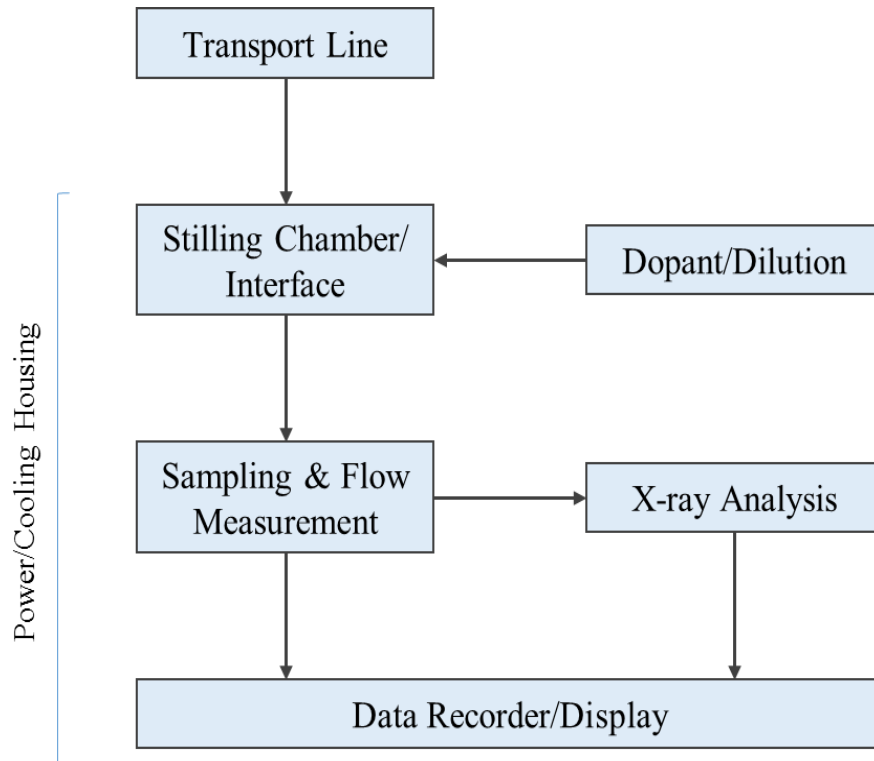 Transport Line
Stilling Chamber/
Interface
Dopant/Dilution
Power/Cooling Housing
Sampling & Flow
Measurement
X-ray Analysis
Data Recorder/Display